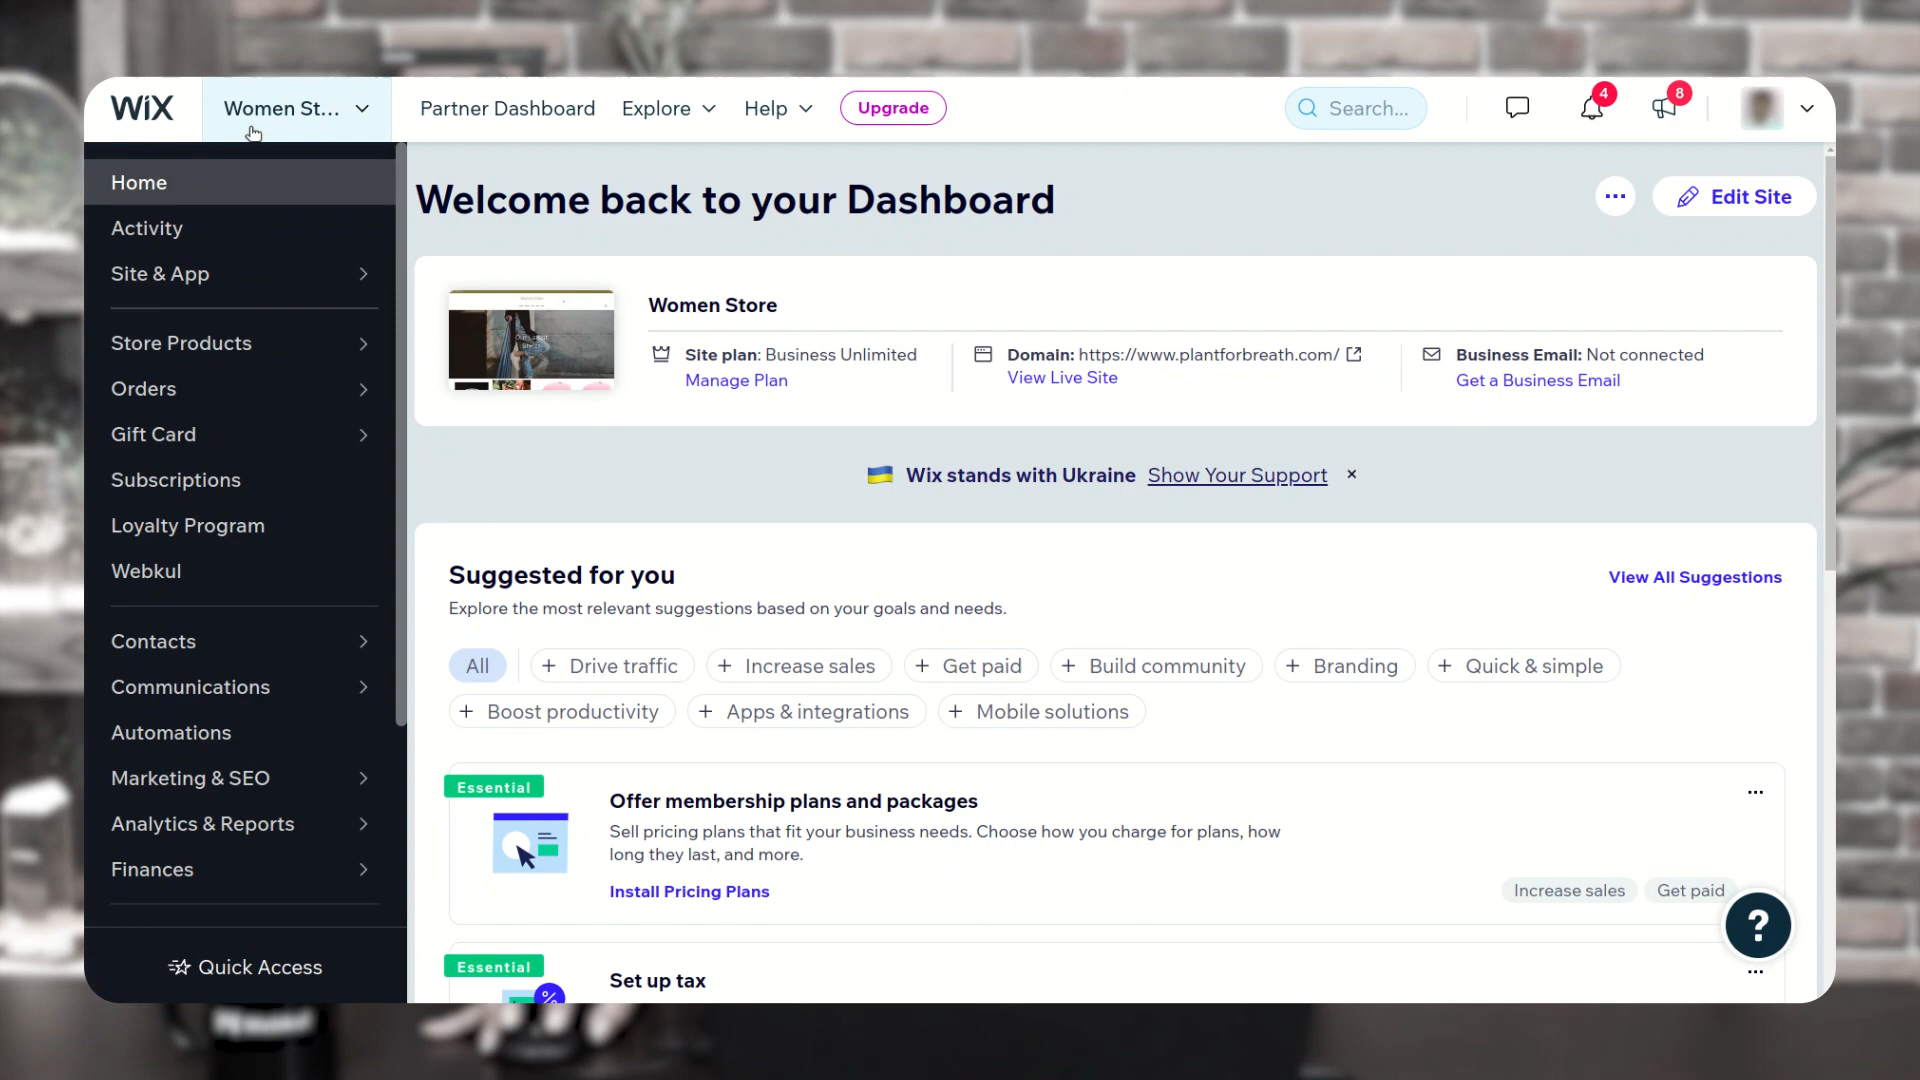 WiX
Women St...
Partner Dashboard
Explore
Help
Upgrade
Search...
4
8
Home
Activity
Site & App
Store Products
Orders
Gift Card
Subscriptions
Loyalty Program
Webkul
Contacts
Communications
Automations
Marketing & SEO
Analytics & Reports
Finances
Quick Access
Welcome back to your Dashboard
Edit Site
Women Store
Site plan: Business Unlimited
Manage Plan
Domain: https://www.plantforbreath.com/
View Live Site
Business Email: Not connected
Get a Business Email
Wix stands with Ukraine Show Your Support ×
Suggested for you
View All Suggestions
Explore the most relevant suggestions based on your goals and needs.
All + Drive traffic + Increase sales + Get paid + Build community + Branding + Quick & simple
+ Boost productivity + Apps & integrations + Mobile solutions
Essential
Offer membership plans and packages
Sell pricing plans that fit your business needs. Choose how you charge for plans, how
long they last, and more.
Install Pricing Plans
Increase sales
Get paid
?
Essential
Set up tax
%